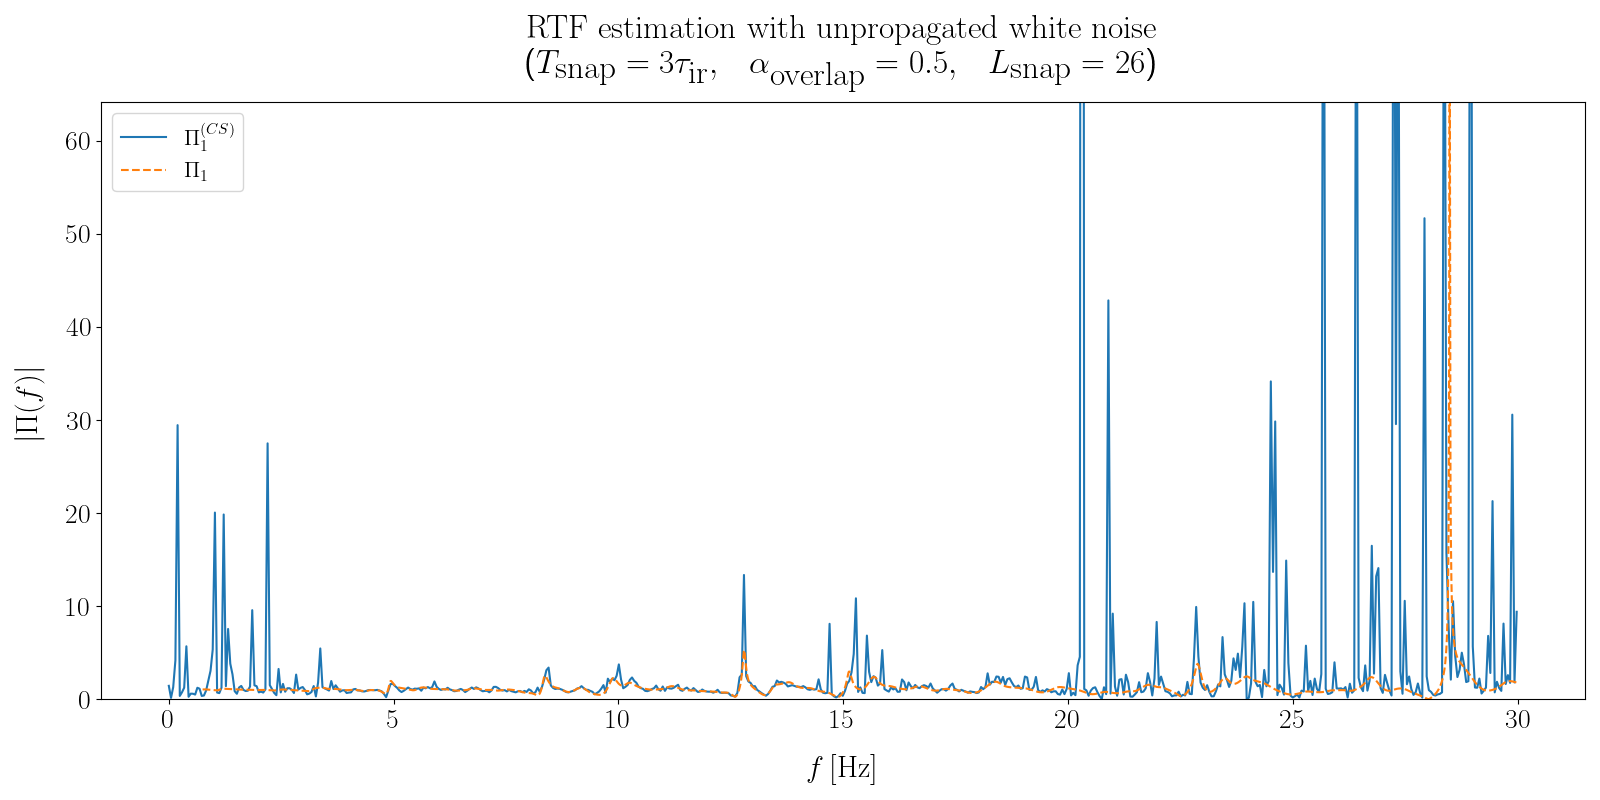 RTF estimation with unpropagated white noise
(T_snap = 3τ_ir, α_overlap = 0.5, L_snap = 26)
Π_1^(CS)
Π_1
60
50
40
30
20
10
0
|Π(f)|
0 5 10 15 20 25 30
f [Hz]